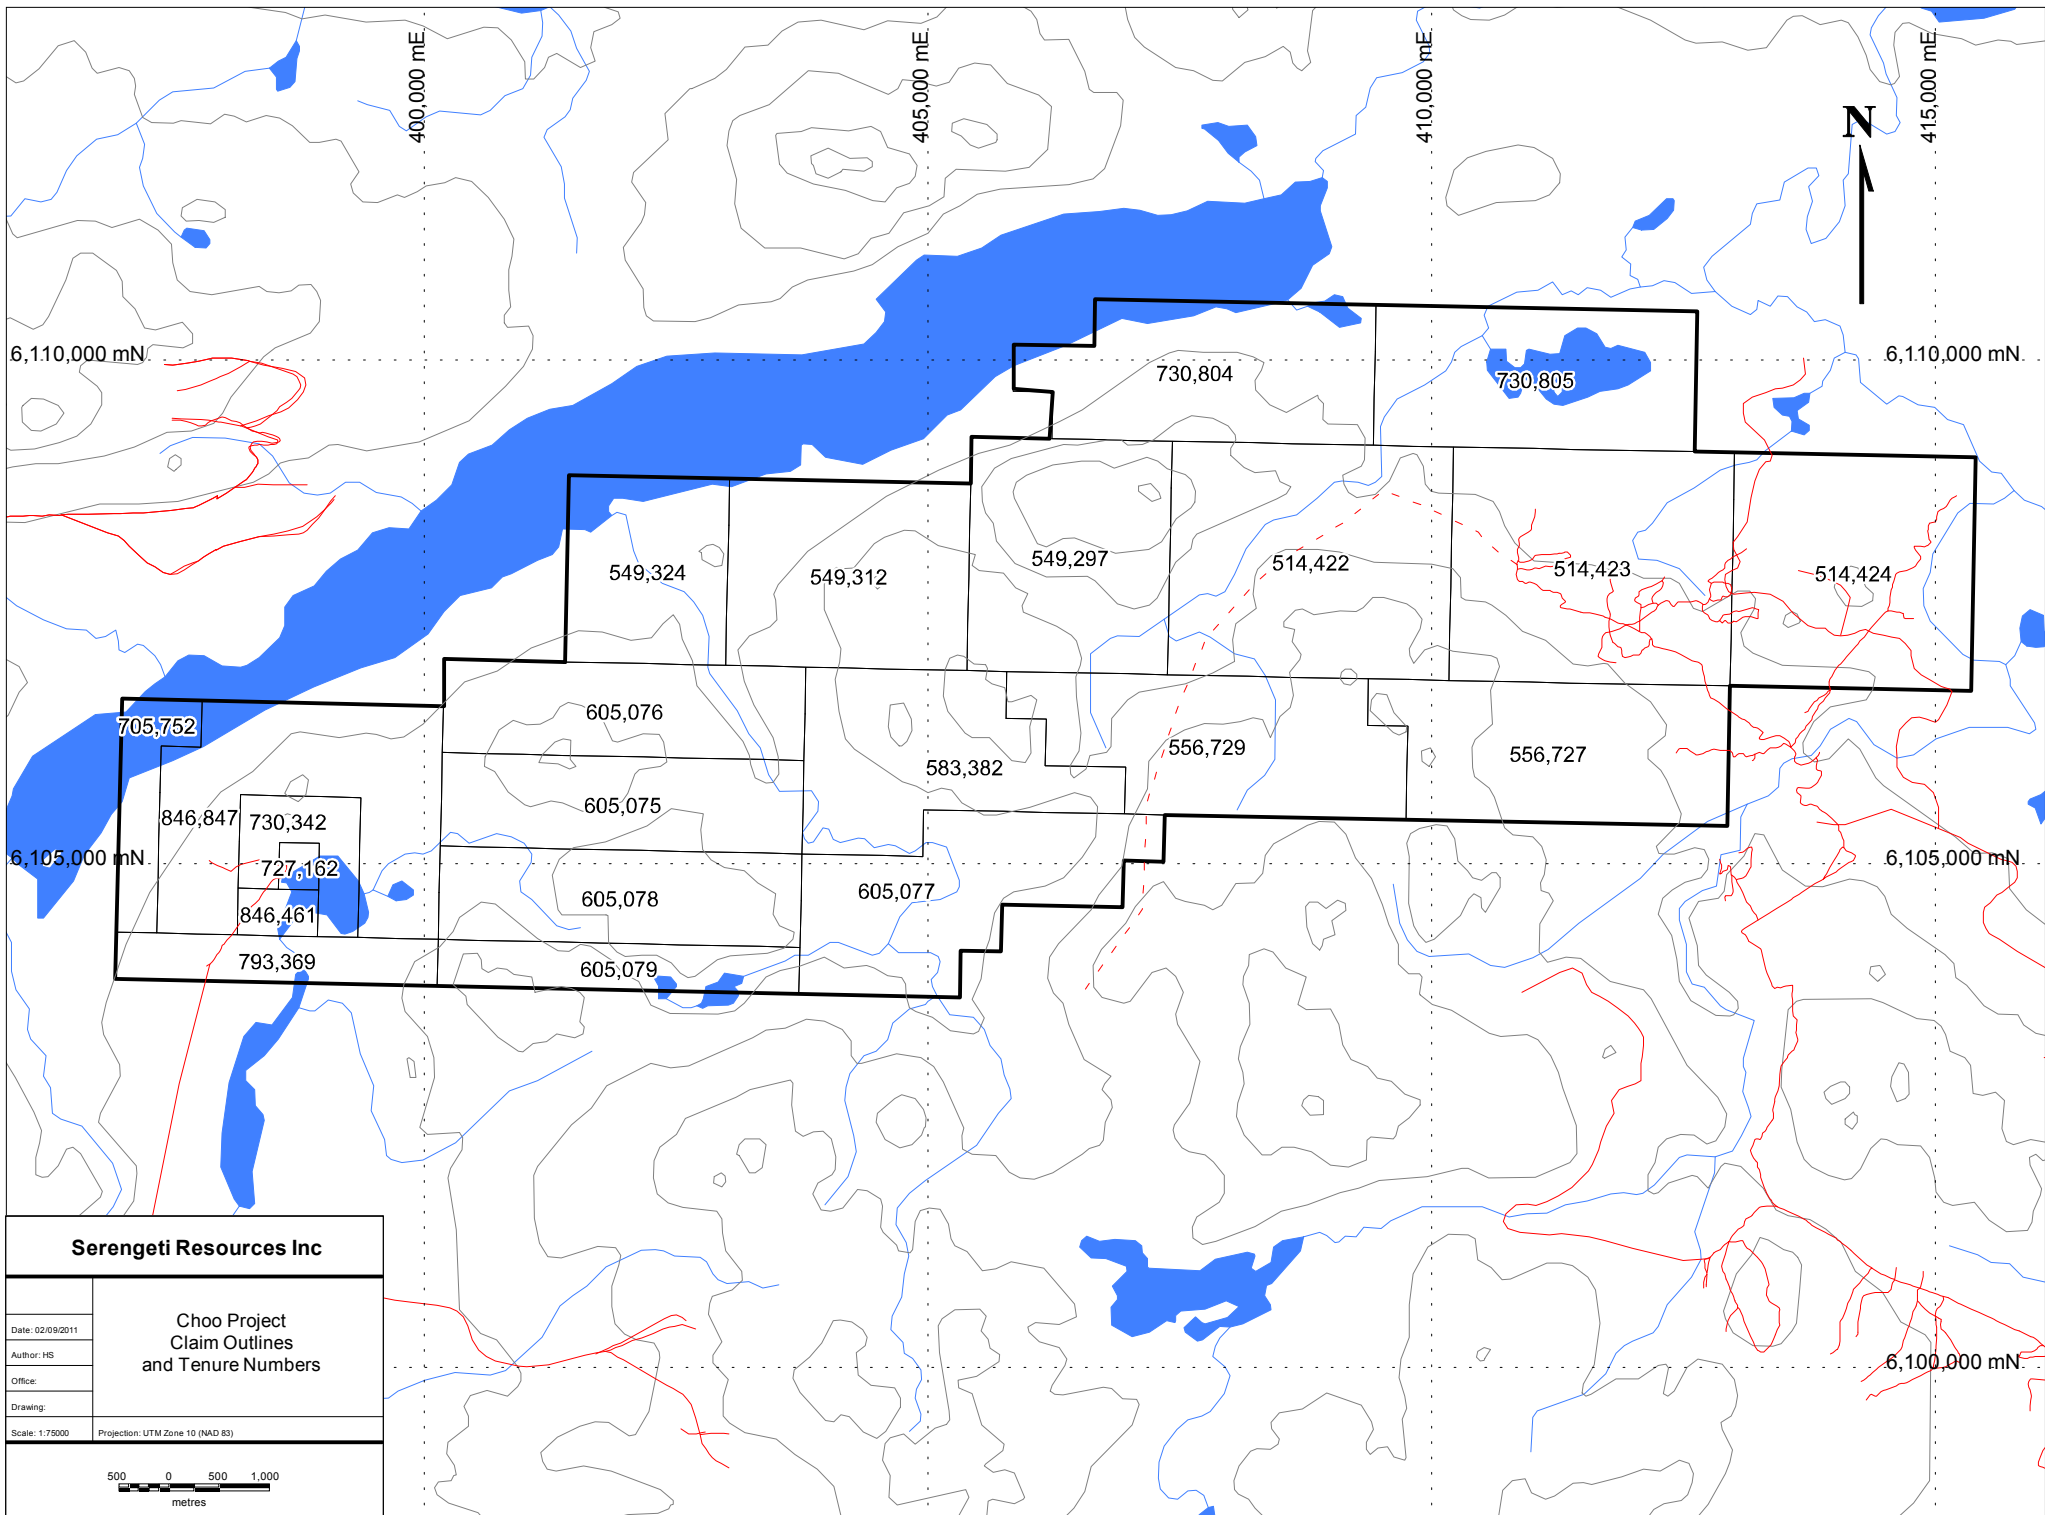 400,000 mE
405,000 mE
410,000 mE
415,000 mE
N
6,110,000 mN
6,110,000 mN
730,804
730,805
549,324
549,312
549,297
514,422
514,423
514,424
705,752
605,076
583,382
556,729
556,727
846,847
730,342
605,075
6,105,000 mN
6,105,000 mN
727,162
605,078
605,077
846,461
793,369
605,079
6,100,000 mN
Serengeti Resources Inc
Choo Project
Claim Outlines
and Tenure Numbers
Date: 02/09/2011
Author: HS
Office:
Drawing:
Scale: 1:75000
Projection: UTM Zone 10 (NAD 83)
500 0 500 1,000
metres